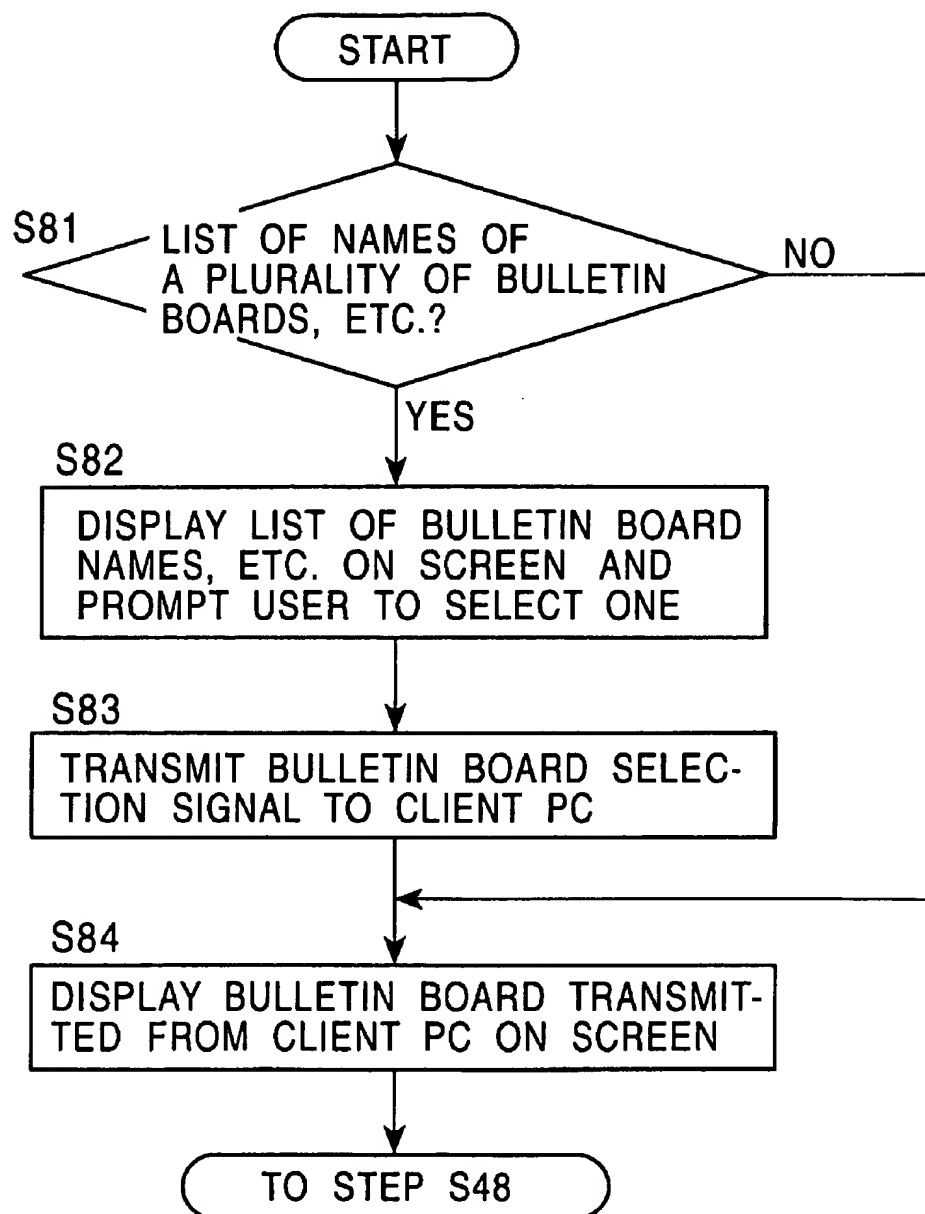 START
S81
LIST OF NAMES OF
A PLURALITY OF BULLETIN
BOARDS, ETC.?
NO
YES
S82
DISPLAY LIST OF BULLETIN BOARD
NAMES, ETC. ON SCREEN AND
PROMPT USER TO SELECT ONE
S83
TRANSMIT BULLETIN BOARD SELEC-
TION SIGNAL TO CLIENT PC
S84
DISPLAY BULLETIN BOARD TRANSMIT-
TED FROM CLIENT PC ON SCREEN
TO STEP S48